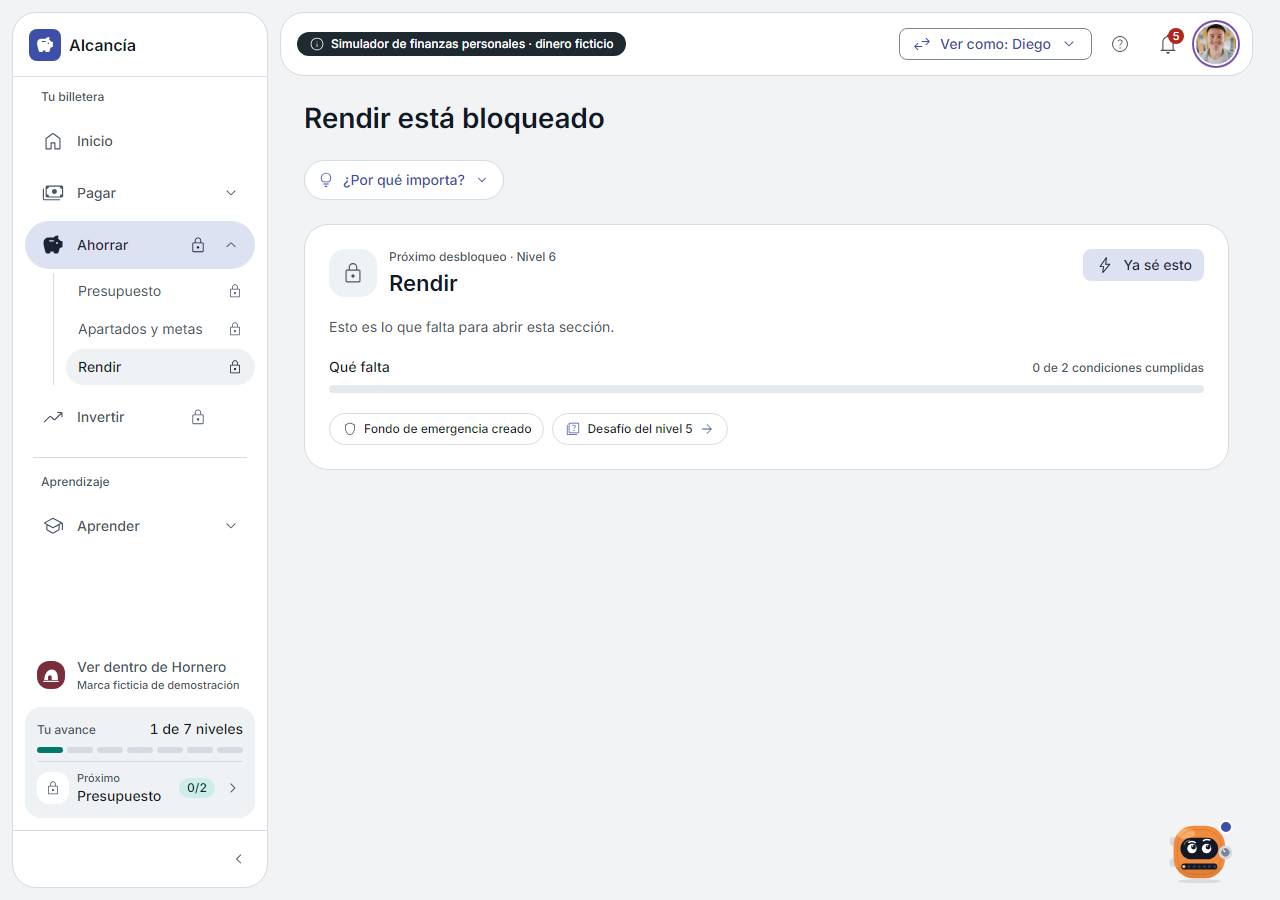 Alcancía
Simulador de finanzas personales · dinero ficticio
Ver como: Diego
5
Tu billetera
Inicio
Pagar
Ahorrar
Presupuesto
Apartados y metas
Rendir
Invertir
Aprendizaje
Aprender
Ver dentro de Hornero
Marca ficticia de demostración
Tu avance
1 de 7 niveles
Próximo
Presupuesto
0/2
Rendir está bloqueado
¿Por qué importa?
Próximo desbloqueo · Nivel 6
Rendir
Ya sé esto
Esto es lo que falta para abrir esta sección.
Qué falta
0 de 2 condiciones cumplidas
Fondo de emergencia creado
Desafío del nivel 5